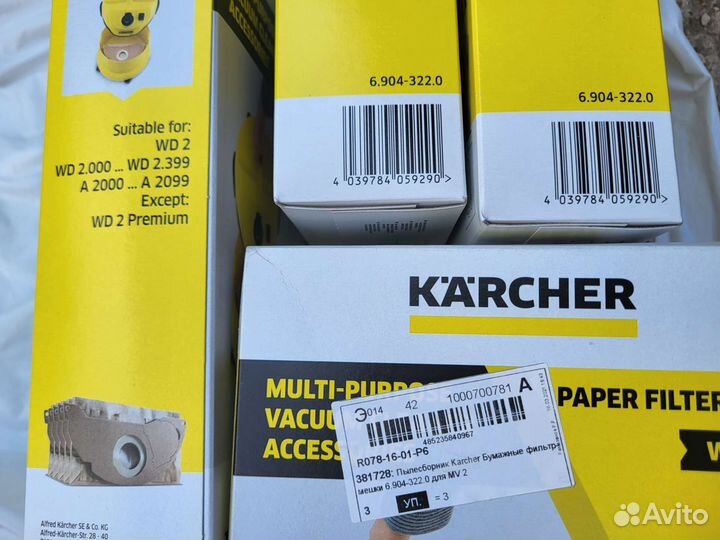 ACCESSO
Suitable for:
WD 2
WD 2.000 ... WD 2.399
A 2000 ... A 2099
Except:
WD 2 Premium
Alfred Kärcher SE & Co. KG
Alfred-Kärcher-Str. 28 - 40
6.904-322.0
4 039784 059290 >
6.904-322.0
4 039784 059290 >
KÄRCHER
MULTI-PURPOSE
VACUU
ACCESS
PAPER FILTER
W
Э014 42 1000700781 A
485235840967
R078-16-01-P6
381728: Пылесборник Karcher Бумажные фильтр-
мешки 6.904-322.0 для MV 2
3 УП. = 3
Avito